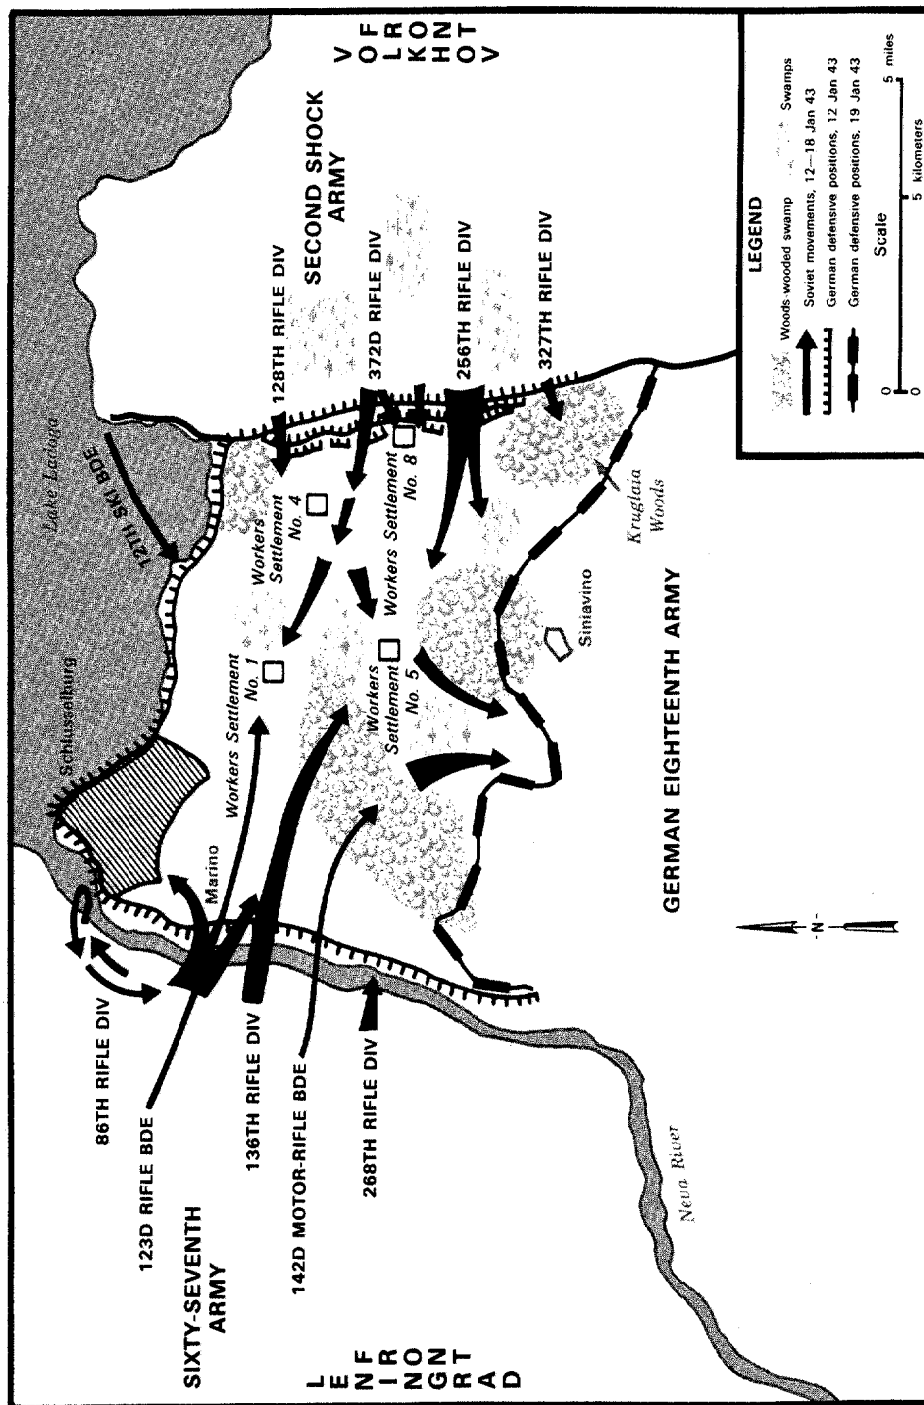 Lake Ladoga
12TH SKI BDE
Schlusselburg
VOLKHOV
FRONT
SECOND SHOCK
ARMY
128TH RIFLE DIV
372D RIFLE DIV
256TH RIFLE DIV
327TH RIFLE DIV
Workers
Settlement
No. 4
Workers Settlement
No. 8
Workers Settlement
No. 1
Workers
Settlement
No. 5
Marino
Kruglaia
Woods
Siniavino
86TH RIFLE DIV
123D RIFLE BDE
136TH RIFLE DIV
142D MOTOR-RIFLE BDE
268TH RIFLE DIV
SIXTY-SEVENTH
ARMY
LENINGRAD
FRONT
GERMAN EIGHTEENTH ARMY
Neva River
-N-
LEGEND
Woods-wooded swamp
Swamps
Soviet movements, 12—18 Jan 43
German defensive positions, 12 Jan 43
German defensive positions, 19 Jan 43
Scale
0 5 miles
0 5 kilometers